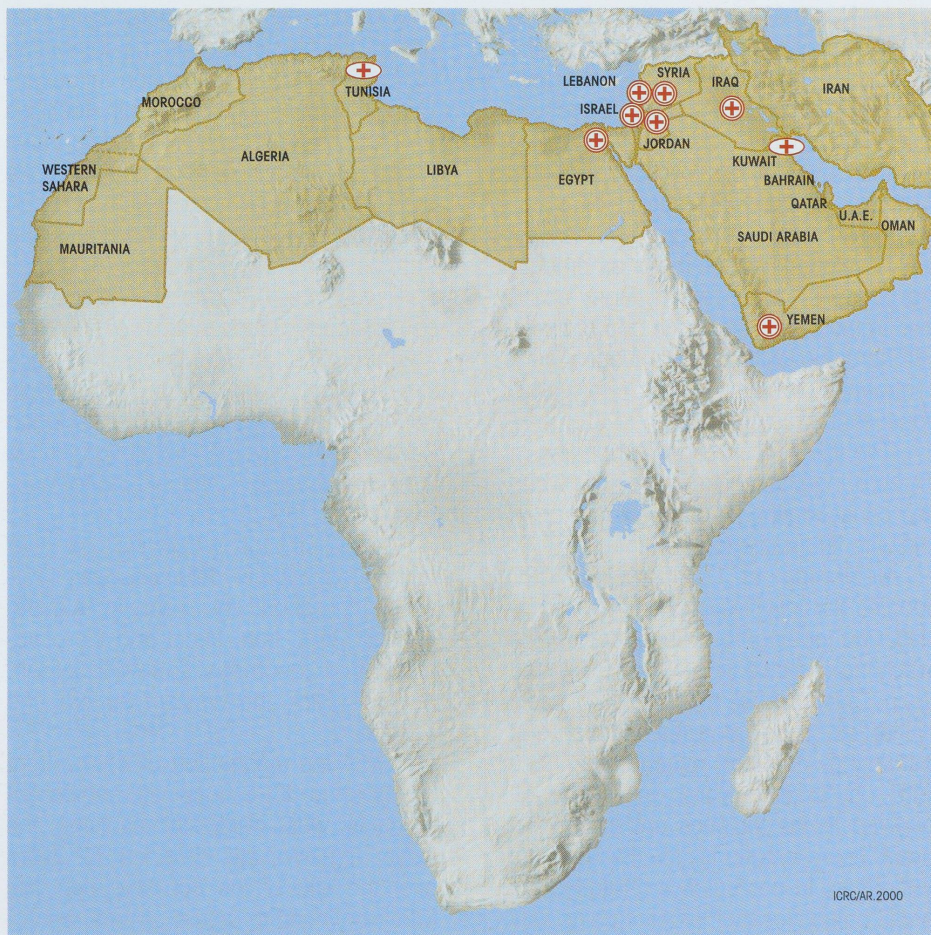 LEBANON
SYRIA
IRAQ
IRAN
TUNISIA
MOROCCO
ISRAEL
JORDAN
ALGERIA
LIBYA
EGYPT
KUWAIT
BAHRAIN
QATAR
U.A.E.
OMAN
WESTERN
SAHARA
MAURITANIA
SAUDI ARABIA
YEMEN
ICRC/AR.2000